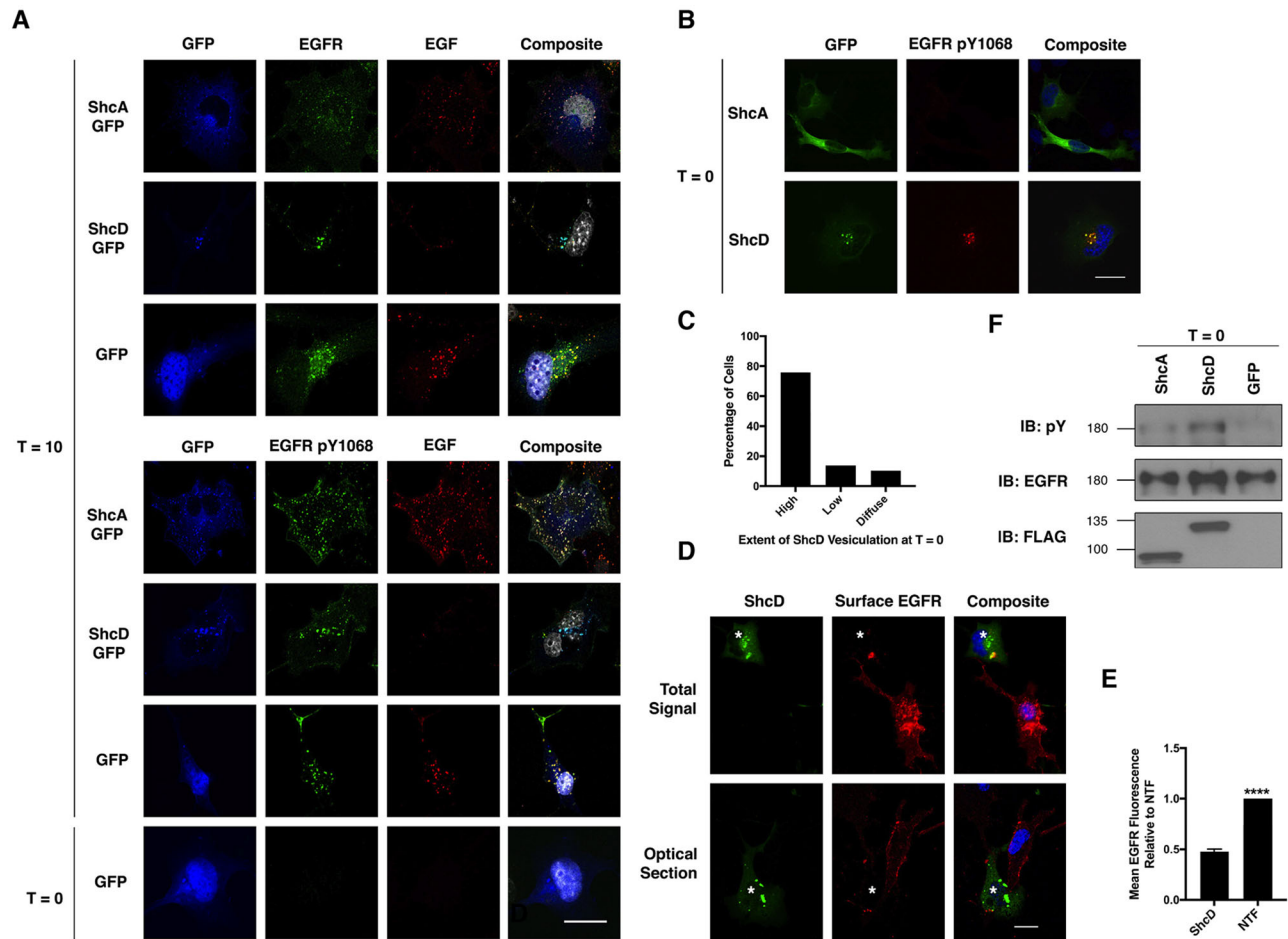 A
GFP EGFR EGF Composite
ShcA
GFP
ShcD
GFP
GFP
T = 10
GFP EGFR pY1068 EGF Composite
ShcA
GFP
ShcD
GFP
GFP
T = 0
GFP
D
B
GFP EGFR pY1068 Composite
ShcA
T = 0
ShcD
C
Percentage of Cells
100
80
60
40
20
0
High Low Diffuse
Extent of ShcD Vesiculation at T = 0
F
T = 0
ShcA ShcD GFP
IB: pY 180
IB: EGFR 180
IB: FLAG 135
100
D
ShcD Surface EGFR Composite
* * *
Total
Signal
Optical
Section
* * *
E
Mean EGFR Fluorescence
Relative to NTF
1.5
1.0
0.5
0.0
****
ShcD NTF